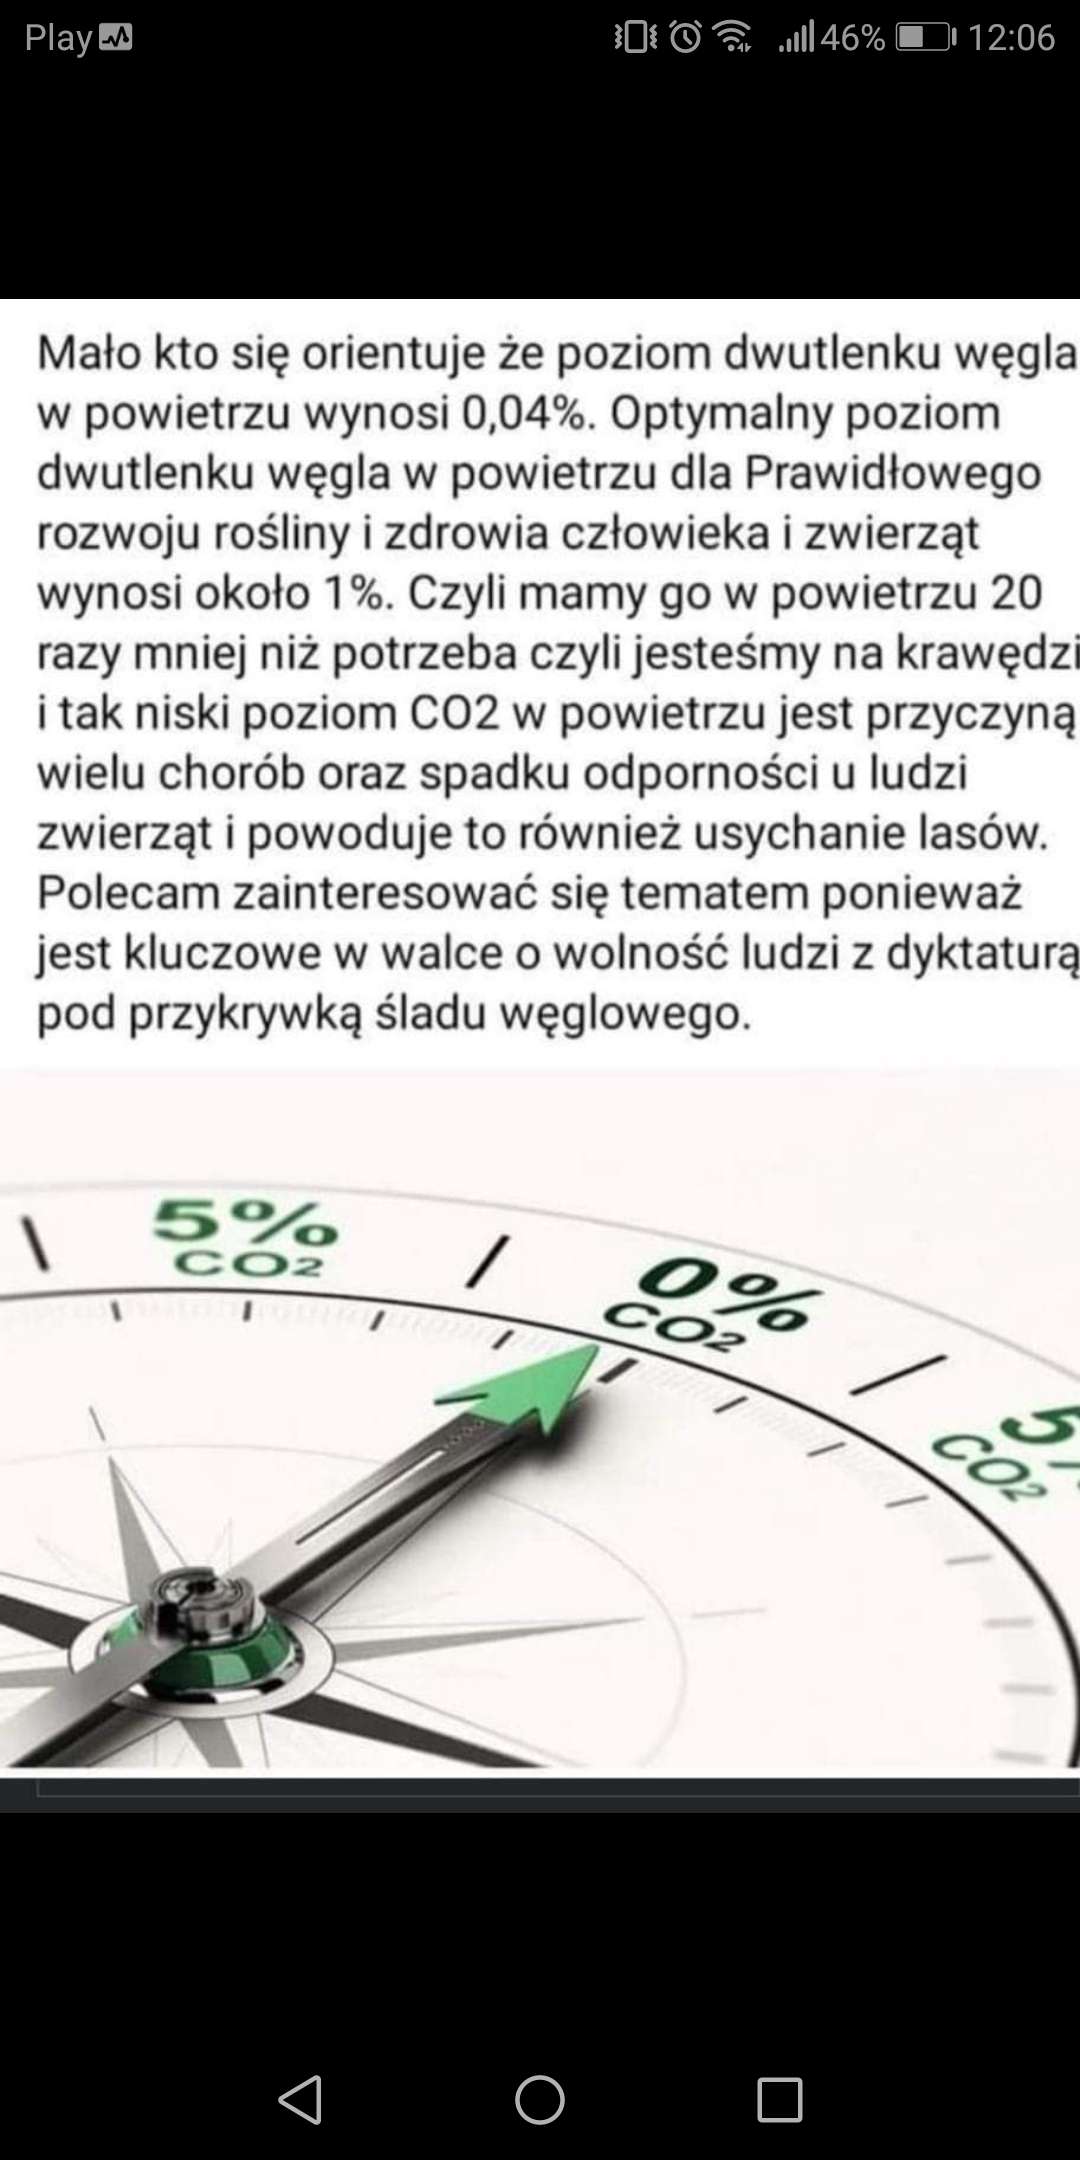 Play 46% 12:06
Mało kto się orientuje że poziom dwutlenku węgla
w powietrzu wynosi 0,04%. Optymalny poziom
dwutlenku węgla w powietrzu dla Prawidłowego
rozwoju rośliny i zdrowia człowieka i zwierząt
wynosi około 1%. Czyli mamy go w powietrzu 20
razy mniej niż potrzeba czyli jesteśmy na krawędzi
i tak niski poziom CO2 w powietrzu jest przyczyną
wielu chorób oraz spadku odporności u ludzi
zwierząt i powoduje to również usychanie lasów.
Polecam zainteresować się tematem ponieważ
jest kluczowe w walce o wolność ludzi z dyktaturą
pod przykrywką śladu węglowego.
5%
CO2
0%
CO2
5%
CO2